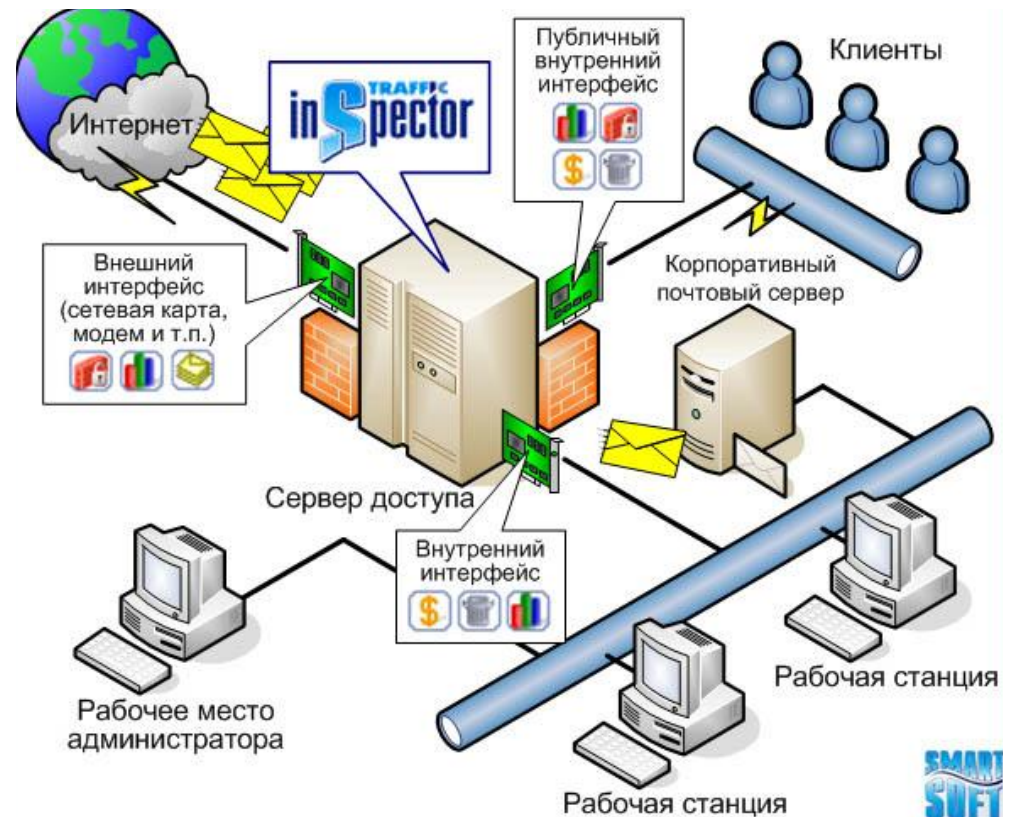 Интернет
TRAFFIC
inSpector
Публичный
внутренний
интерфейс
$
Клиенты
Внешний
интерфейс
(сетевая карта,
модем и т.п.)
Корпоративный
почтовый сервер
Сервер доступа
Внутренний
интерфейс
$
Рабочее место
администратора
Рабочая станция
Рабочая станция
SMART
SOFT